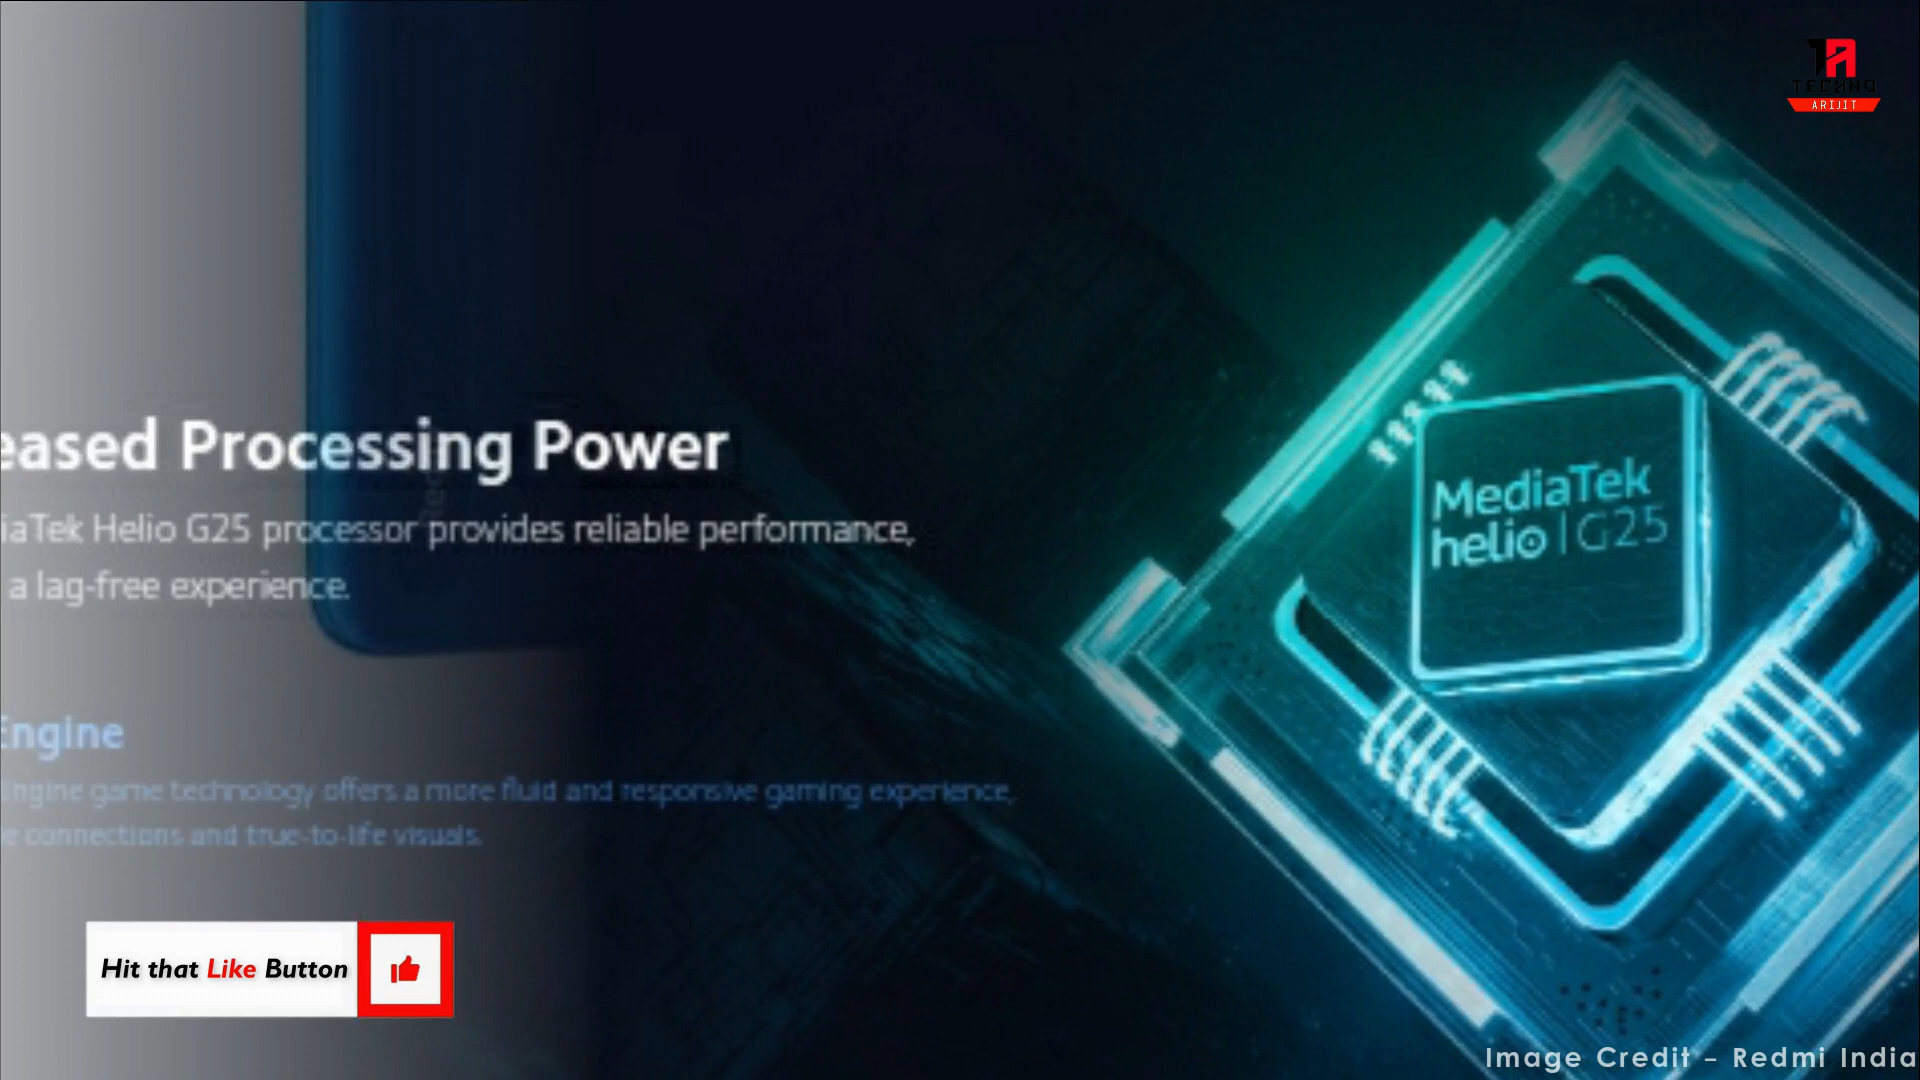 TECHNO
ARIJIT
eased Processing Power
iaTek Helio G25 processor provides reliable performance,
a lag-free experience.
MediaTek
helio | G25
Engine
Engine game technology offers a more fluid and responsive gaming experience,
e connections and true-to-life visuals.
Hit that Like Button
Image Credit – Redmi India